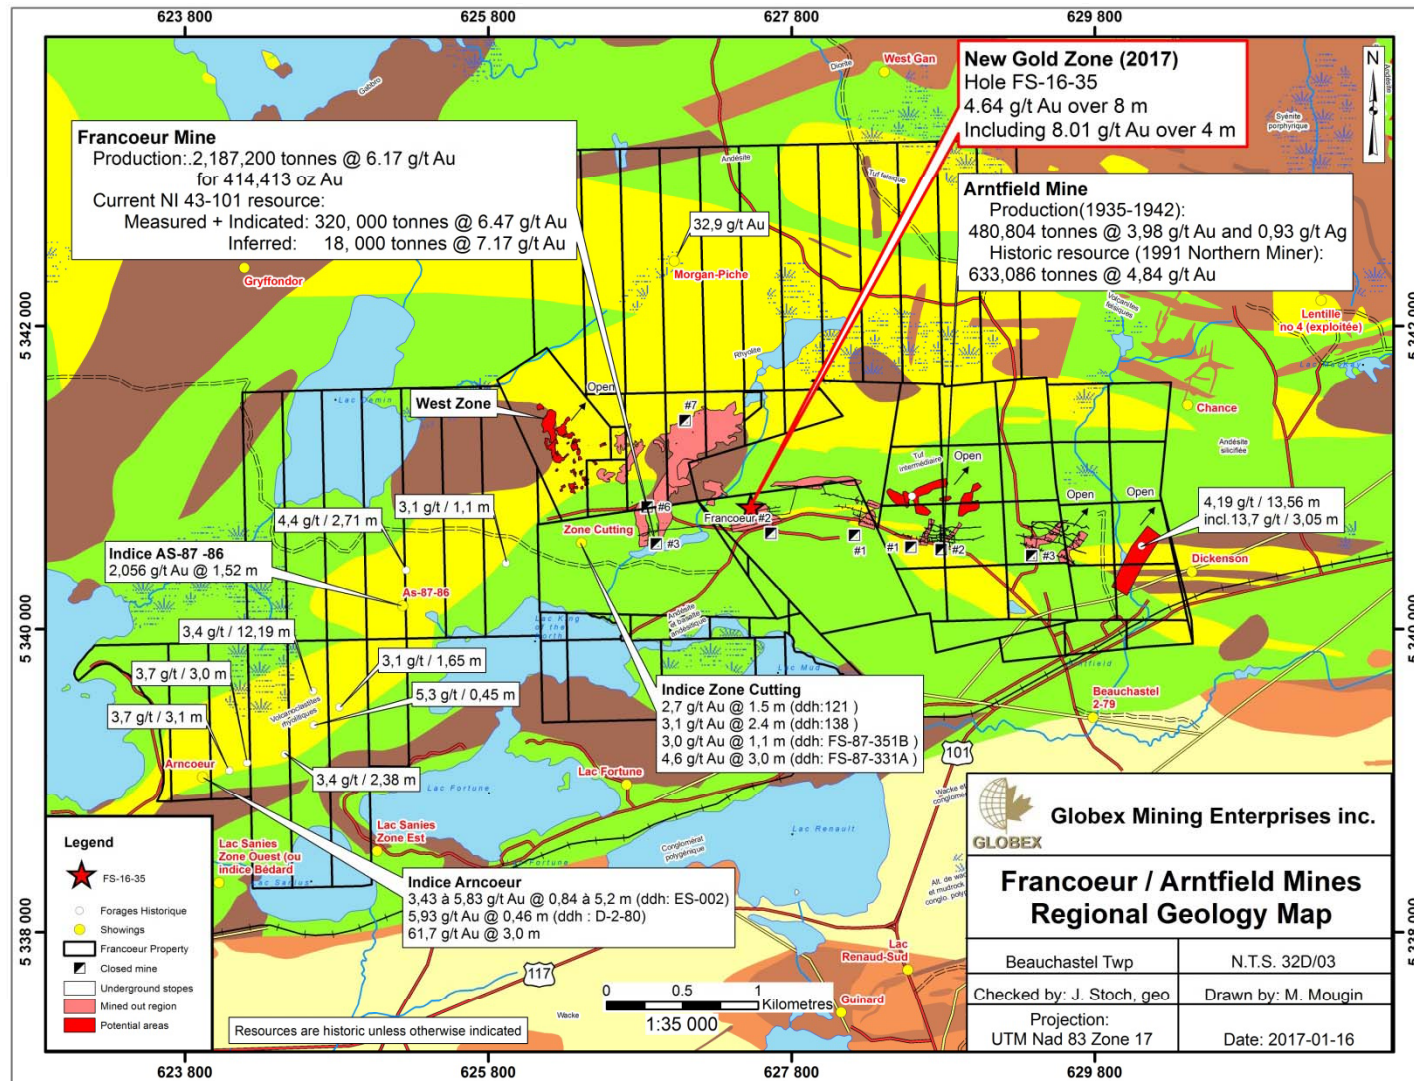 623 800
625 800
627 800
629 800
West Gan
Gabbro
Diorite
Andésite
Tuf felsique
Rhyolite
Syénite
porphyrique
Andésite
N
New Gold Zone (2017)
Hole FS-16-35
4.64 g/t Au over 8 m
Including 8.01 g/t Au over 4 m
Francoeur Mine
Production:.2,187,200 tonnes @ 6.17 g/t Au
for 414,413 oz Au
Current NI 43-101 resource:
Measured + Indicated: 320, 000 tonnes @ 6.47 g/t Au
Inferred: 18, 000 tonnes @ 7.17 g/t Au
Arntfield Mine
Production(1935-1942):
480,804 tonnes @ 3,98 g/t Au and 0,93 g/t Ag
Historic resource (1991 Northern Miner):
633,086 tonnes @ 4,84 g/t Au
32,9 g/t Au
Morgan-Piche
Gryffondor
Volcanites
felsiques
Lentille
no 4 (exploitée)
5 342 000
5 342 000
West Zone
Open
#7
Chance
Andésite
silicifiée
Tuf
intermédiaire
Open
Open
Open
#6
#3
Francoeur #2
#1
#1
#2
#3
Zone Cutting
3,1 g/t / 1,1 m
4,4 g/t / 2,71 m
Indice AS-87 -86
2,056 g/t Au @ 1,52 m
As-87-86
4,19 g/t / 13,56 m
incl.13,7 g/t / 3,05 m
Dickenson
5 340 000
5 340 000
Lac King
of the
North
Andésite
et basalte
andésitique
Lac Mud
3,4 g/t / 12,19 m
3,7 g/t / 3,0 m
3,7 g/t / 3,1 m
3,1 g/t / 1,65 m
5,3 g/t / 0,45 m
3,4 g/t / 2,38 m
Volcanoclastites
rhyolitiques
Arncoeur
Indice Zone Cutting
2,7 g/t Au @ 1.5 m (ddh:121 )
3,1 g/t Au @ 2.4 m (ddh:138 )
3,0 g/t Au @ 1,1 m (ddh: FS-87-351B )
4,6 g/t Au @ 3,0 m (ddh: FS-87-331A )
Beauchastel
2-79
101
Lac Fortune
Lac Fortune
Lac Renault
Lac Sanies
Zone Est
Lac Sanies
Zone Ouest (ou
indice Bédard)
Conglomérat
polygénique
Indice Arncoeur
3,43 à 5,83 g/t Au @ 0,84 à 5,2 m (ddh: ES-002)
5,93 g/t Au @ 0,46 m (ddh : D-2-80)
61,7 g/t Au @ 3,0 m
Lac
Renaud-Sud
Guinard
117
Wacke
5 338 000
5 338 000
Legend
FS-16-35
Forages Historique
Showings
Francoeur Property
Closed mine
Underground stopes
Mined out region
Potential areas
Resources are historic unless otherwise indicated
0 0.5 1
Kilometres
1:35 000
GLOBEX
Globex Mining Enterprises inc.
Francoeur / Arntfield Mines
Regional Geology Map
Beauchastel Twp
N.T.S. 32D/03
Checked by: J. Stoch, geo
Drawn by: M. Mougin
Projection:
UTM Nad 83 Zone 17
Date: 2017-01-16
623 800
625 800
627 800
629 800